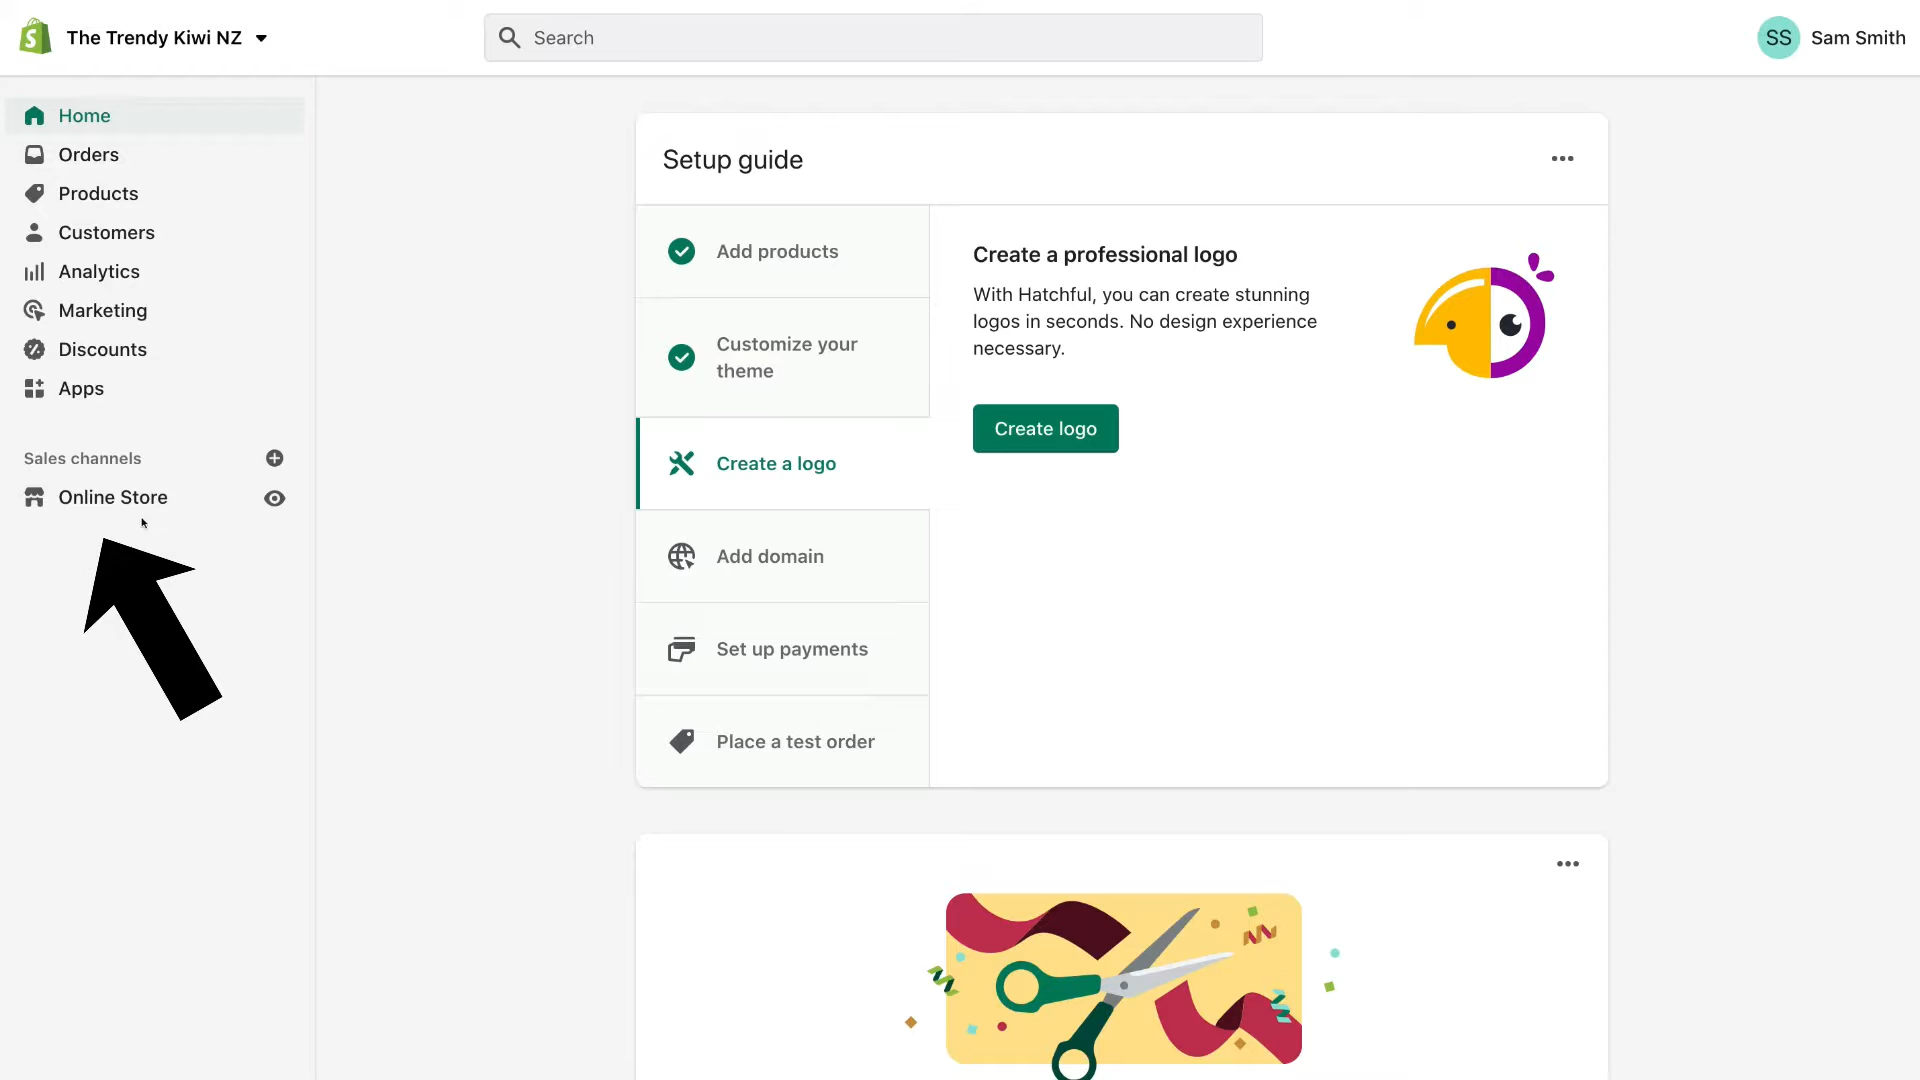 The Trendy Kiwi NZ
Search
SS
Sam Smith
Home
Orders
Products
Customers
Analytics
Marketing
Discounts
Apps
Sales channels
Online Store
Setup guide
Add products
Customize your
theme
Create a logo
Add domain
Set up payments
Place a test order
Create a professional logo
With Hatchful, you can create stunning
logos in seconds. No design experience
necessary.
Create logo